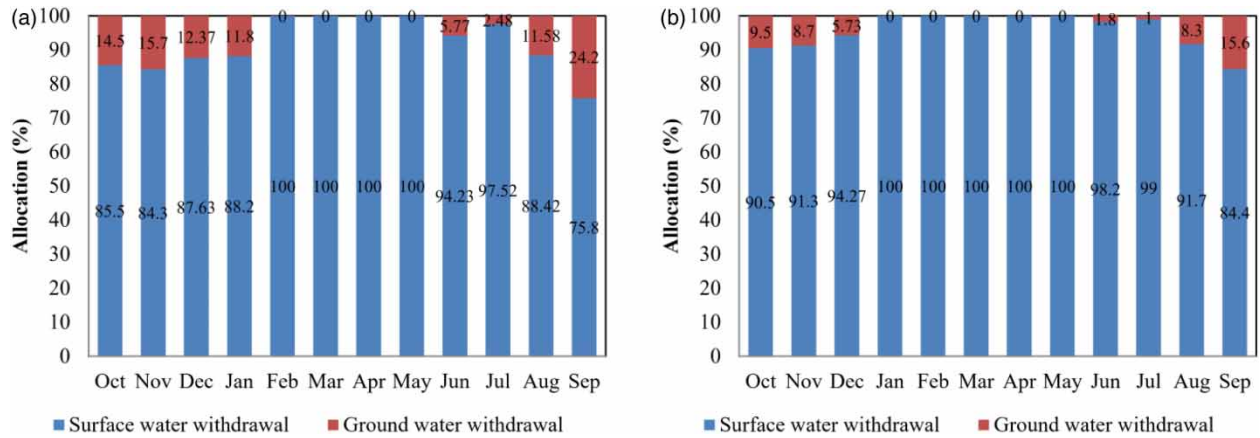 (a)
Allocation (%)
100
90
80
70
60
50
40
30
20
10
0
14.5 15.7 12.37 11.8 0 0 0 0 5.77 2.48 11.58 24.2
85.5 84.3 87.63 88.2 100 100 100 100 94.23 97.52 88.42 75.8
Oct Nov Dec Jan Feb Mar Apr May Jun Jul Aug Sep
Surface water withdrawal Ground water withdrawal
(b)
Allocation (%)
100
90
80
70
60
50
40
30
20
10
0
9.5 8.7 5.73 0 0 0 0 0 1.8 1 8.3 15.6
90.5 91.3 94.27 100 100 100 100 100 98.2 99 91.7 84.4
Oct Nov Dec Jan Feb Mar Apr May Jun Jul Aug Sep
Surface water withdrawal Ground water withdrawal